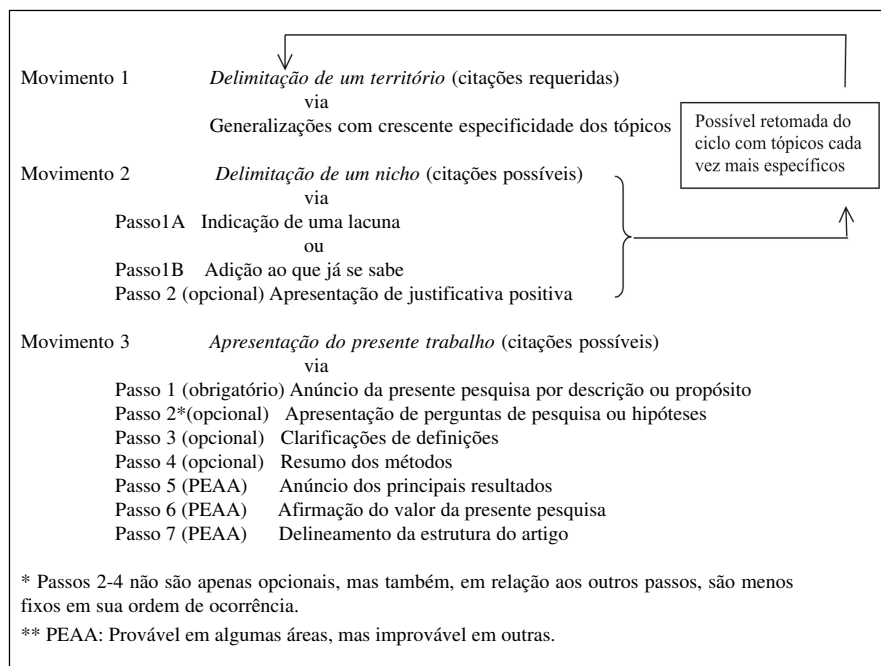 Movimento 1 Delimitação de um território (citações requeridas)
via
Generalizações com crescente especificidade dos tópicos
Possível retomada do
ciclo com tópicos cada
vez mais específicos
Movimento 2 Delimitação de um nicho (citações possíveis)
via
Passo1A Indicação de uma lacuna
ou
Passo1B Adição ao que já se sabe
Passo 2 (opcional) Apresentação de justificativa positiva
Movimento 3 Apresentação do presente trabalho (citações possíveis)
via
Passo 1 (obrigatório) Anúncio da presente pesquisa por descrição ou propósito
Passo 2*(opcional) Apresentação de perguntas de pesquisa ou hipóteses
Passo 3 (opcional) Clarificações de definições
Passo 4 (opcional) Resumo dos métodos
Passo 5 (PEAA) Anúncio dos principais resultados
Passo 6 (PEAA) Afirmação do valor da presente pesquisa
Passo 7 (PEAA) Delineamento da estrutura do artigo
* Passos 2-4 não são apenas opcionais, mas também, em relação aos outros passos, são menos
fixos em sua ordem de ocorrência.
** PEAA: Provável em algumas áreas, mas improvável em outras.